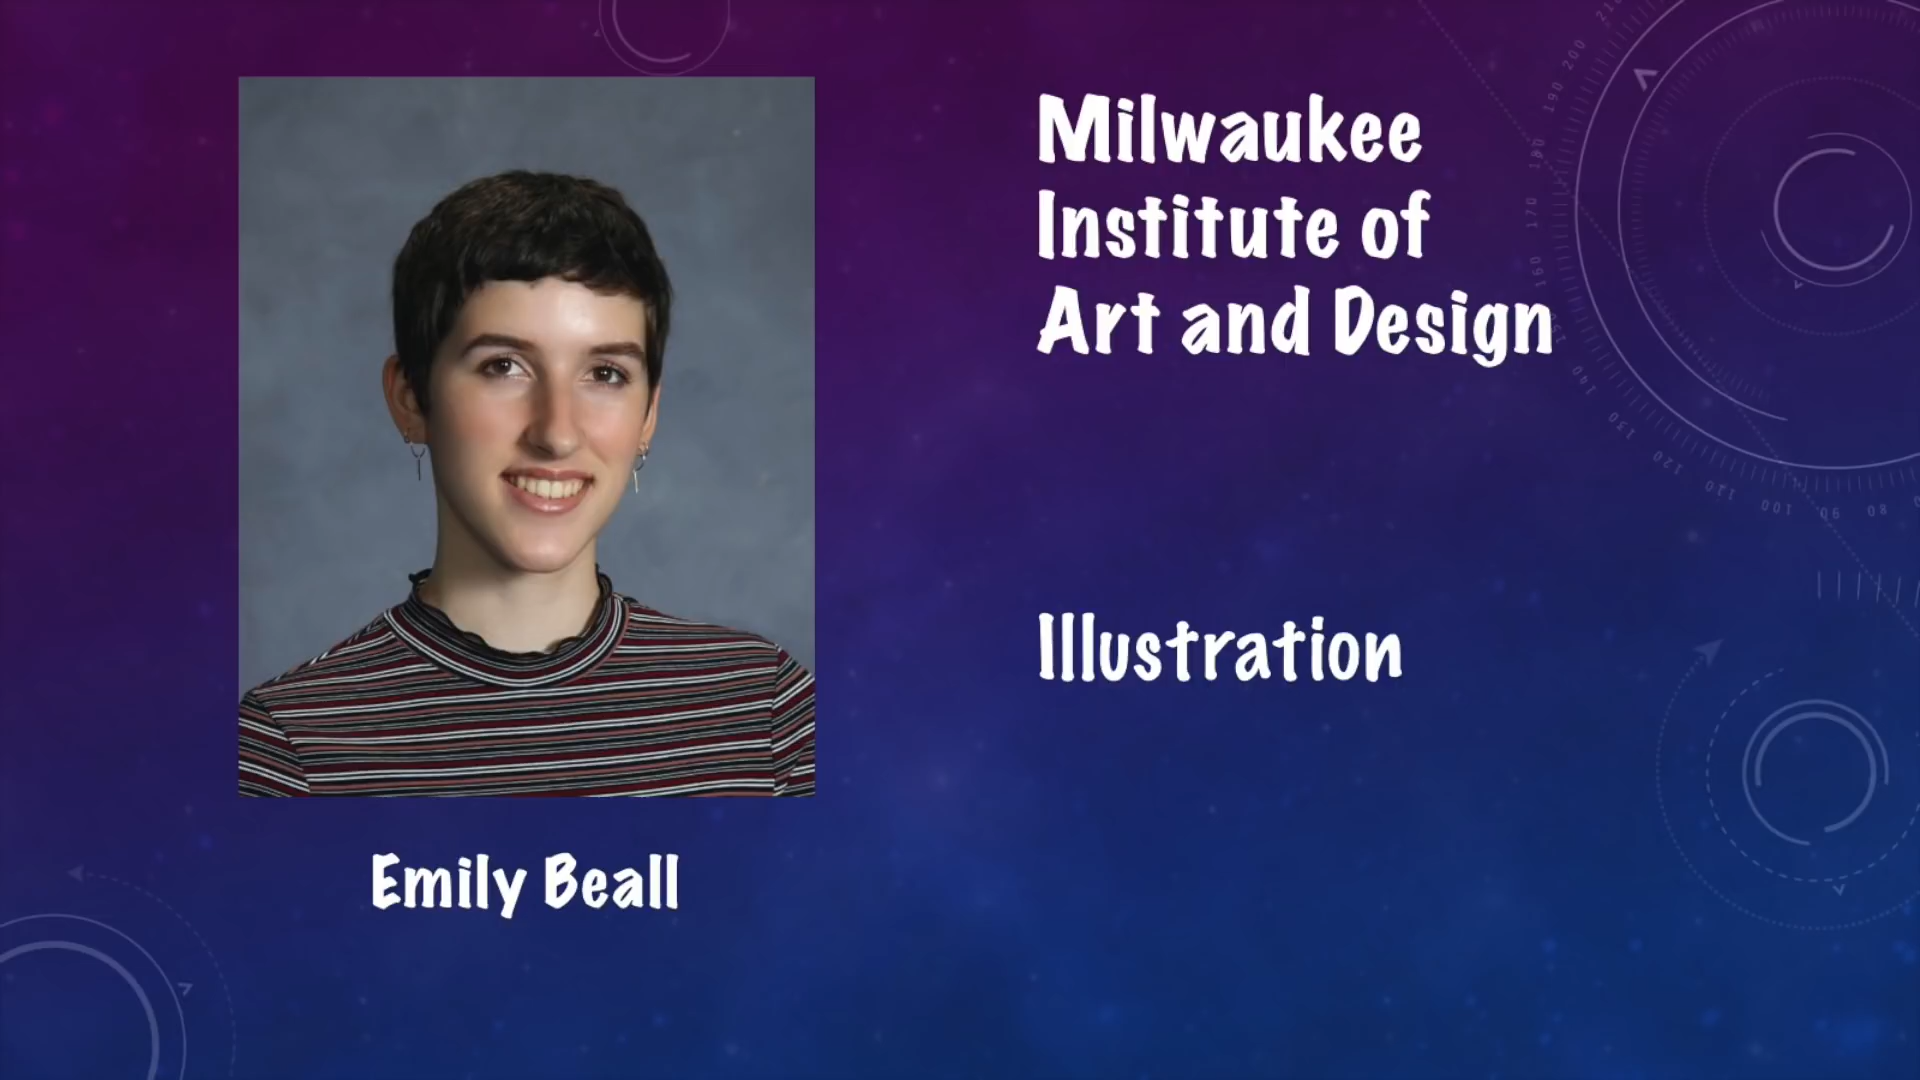 Milwaukee
Institute of
Art and Design
Illustration
Emily Beall